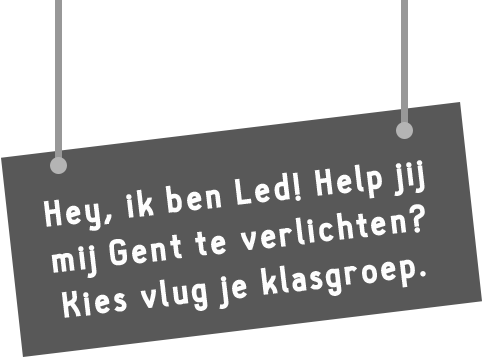 Hey, ik ben Led! Help jij
mij Gent te verlichten?
Kies vlug je klasgroep.